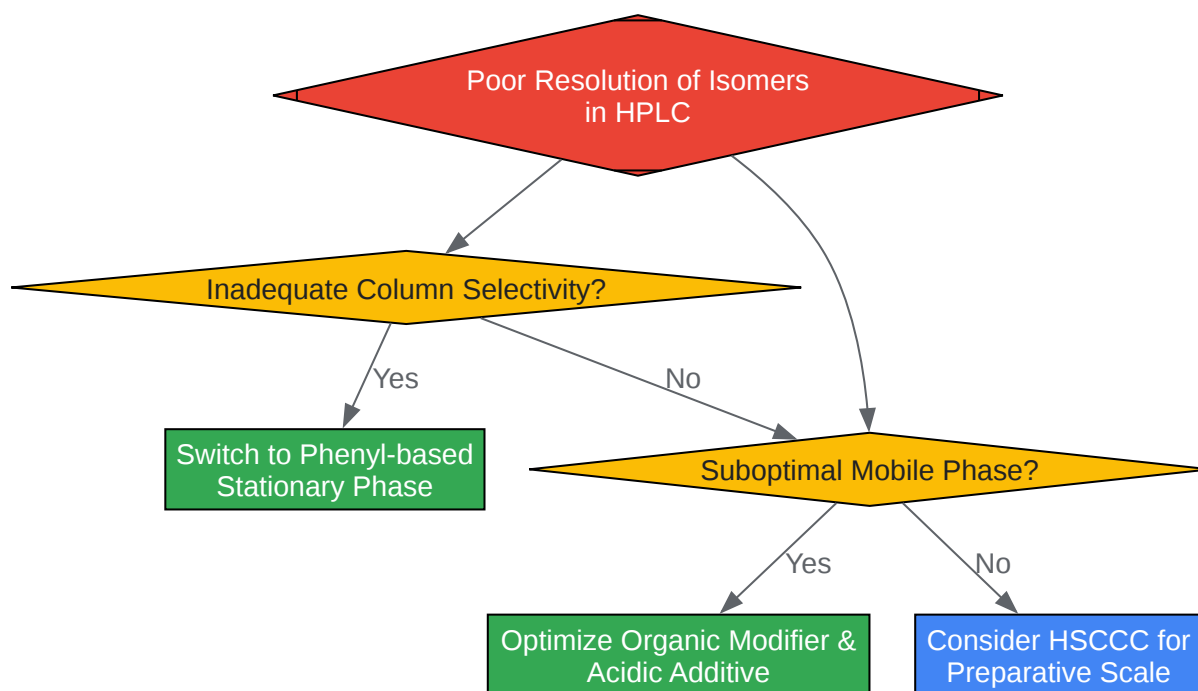 Poor Resolution of Isomers
in HPLC
Inadequate Column Selectivity?
Yes
No
Switch to Phenyl-based
Stationary Phase
Suboptimal Mobile Phase?
Yes
No
Optimize Organic Modifier &
Acidic Additive
Consider HSCCC for
Preparative Scale